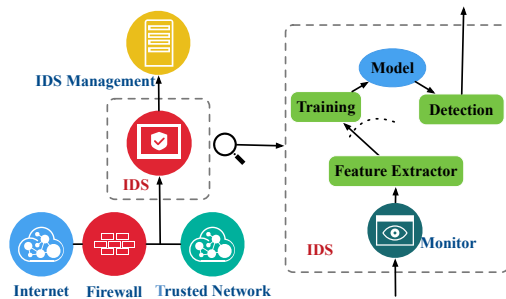 IDS Management
IDS
Internet
Firewall
Trusted Network
Model
Training
Detection
Feature Extractor
Monitor
IDS